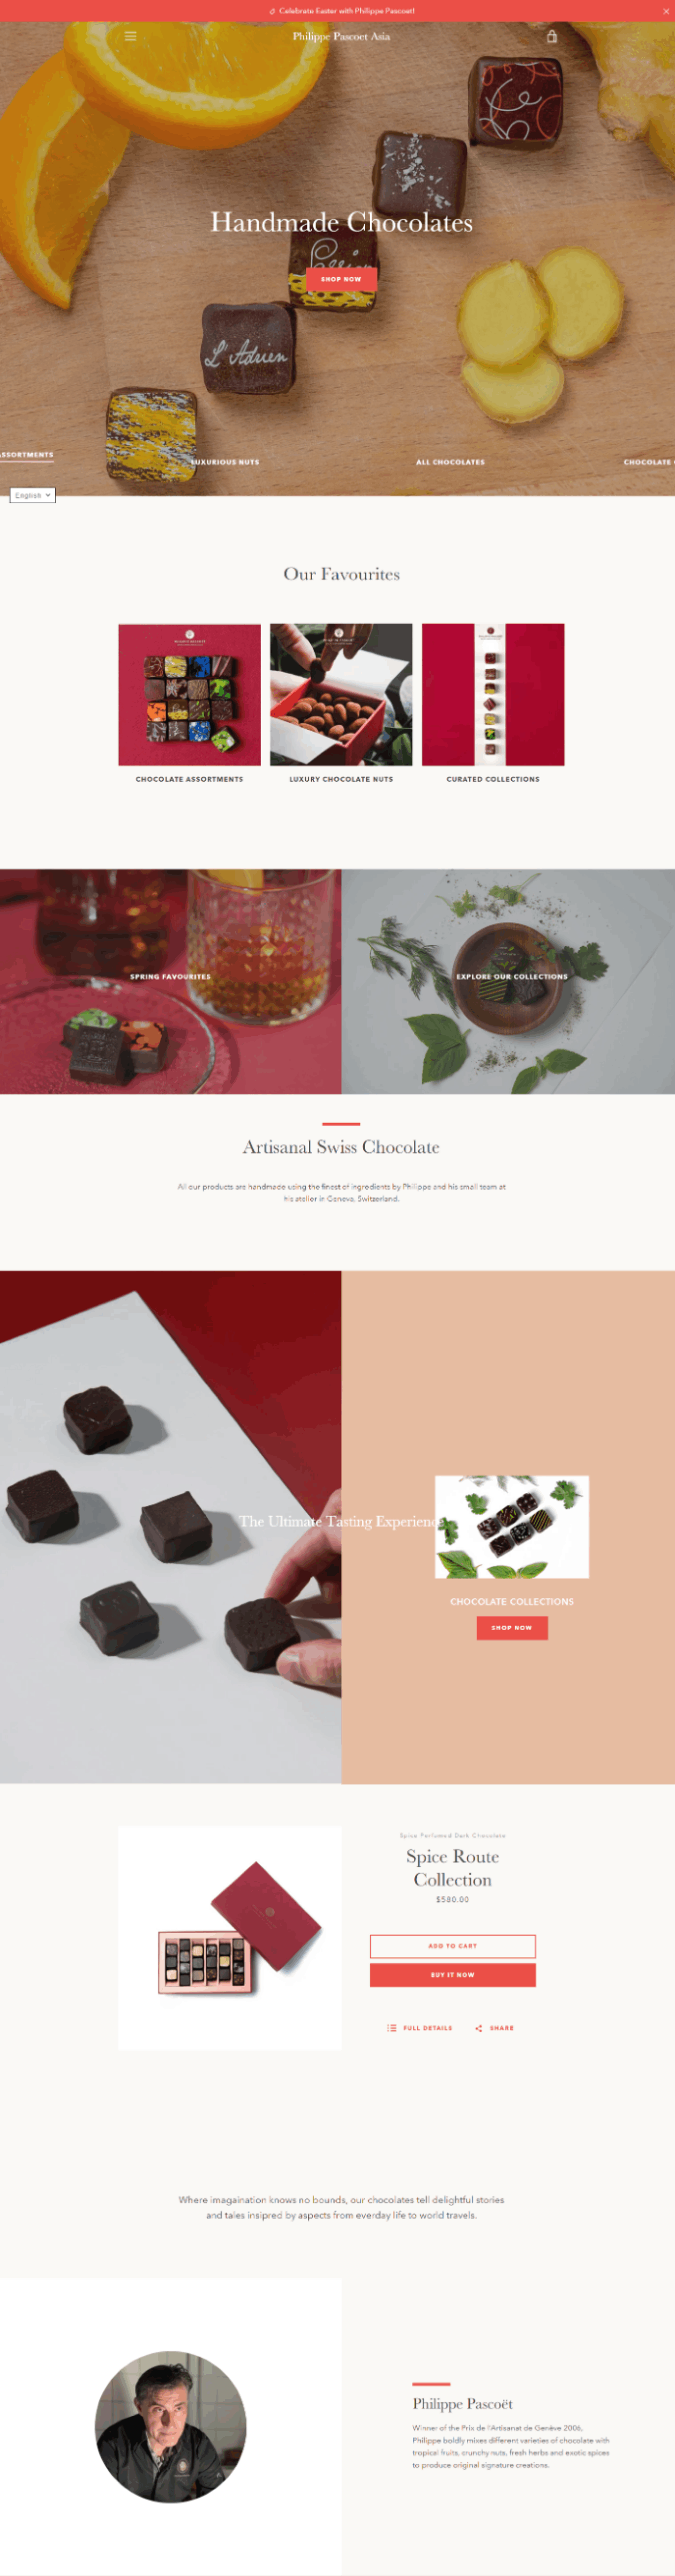 Celebrate Easter with Philippe Pascoet!
Philippe Pascoet Asia
Handmade Chocolates
SHOP NOW
L'Adrien
ASSORTMENTS
LUXURIOUS NUTS
ALL CHOCOLATES
CHOCOLATE
English
Our Favourites
CHOCOLATE ASSORTMENTS
LUXURY CHOCOLATE NUTS
CURATED COLLECTIONS
SPRING FAVOURITES
EXPLORE OUR COLLECTIONS
Artisanal Swiss Chocolate
All our products are handmade using the finest of ingredients by Philippe and his small team at
his atelier in Geneva, Switzerland.
The Ultimate Tasting Experience
CHOCOLATE COLLECTIONS
SHOP NOW
Spice Perfumed Dark Chocolate
Spice Route
Collection
$580.00
ADD TO CART
BUY IT NOW
FULL DETAILS
SHARE
Where imagaination knows no bounds, our chocolates tell delightful stories
and tales insipred by aspects from everday life to world travels.
Philippe Pascoët
Winner of the Prix de l'Artisanat de Genève 2006,
Philippe boldly mixes different varieties of chocolate with
tropical fruits, crunchy nuts, fresh herbs and exotic spices
to produce original signature creations.